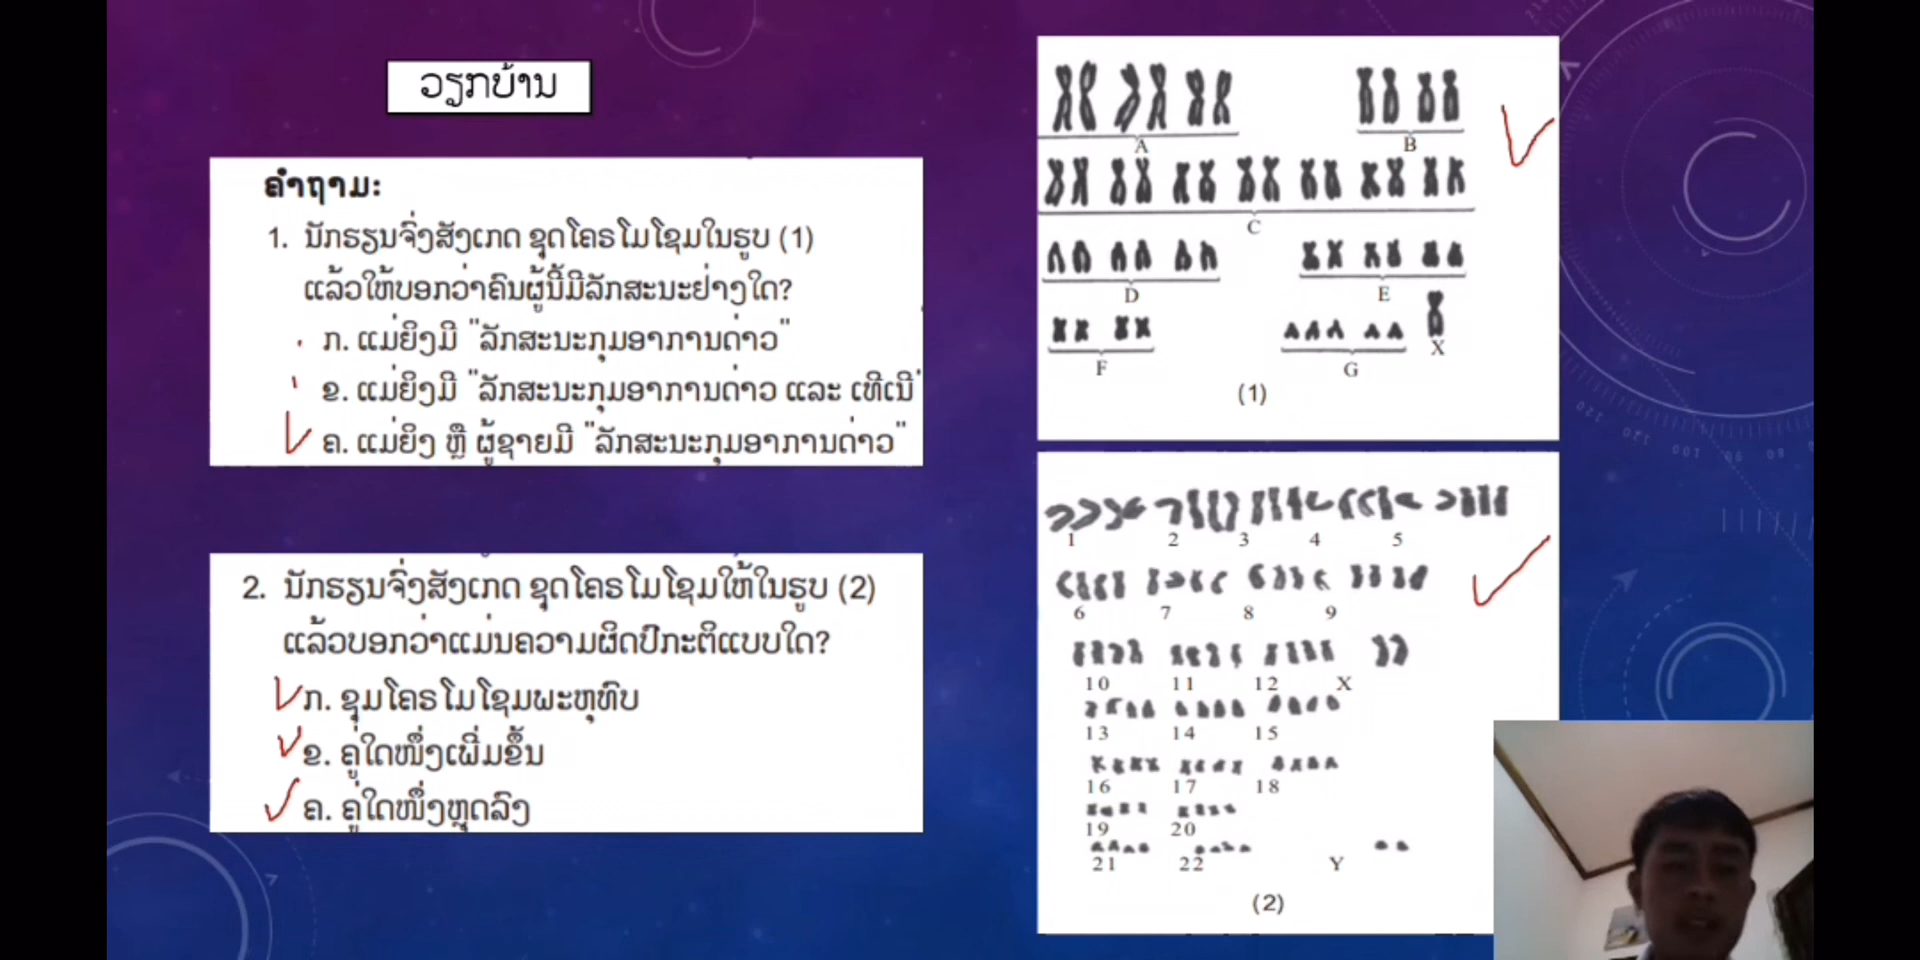 ວຽກບ້ານ
ຄຳຖາມ:
1. ນັກຮຽນຈົ່ງສັງເກດ ຊຸດໂຄຣໂມໂຊມໃນຮູບ (1)
ແລ້ວໃຫ້ບອກວ່າຄົນຜູ້ນີ້ມີລັກສະນະຢ່າງໃດ?
ກ. ແມ່ຍິງມີ "ລັກສະນະກຸມອາການດ່າວ"
ຂ. ແມ່ຍິງມີ "ລັກສະນະກຸມອາການດ່າວ ແລະ ເທີເນີ"
ຄ. ແມ່ຍິງ ຫຼື ຜູ້ຊາຍມີ "ລັກສະນະກຸມອາການດ່າວ"
2. ນັກຮຽນຈົ່ງສັງເກດ ຊຸດໂຄຣໂມໂຊມໃຫ້ໃນຮູບ (2)
ແລ້ວບອກວ່າແມ່ນຄວາມຜິດປົກະຕິແບບໃດ?
ກ. ຊຸມໂຄຣໂມໂຊມພະຫຸທົບ
ຂ. ຄູ່ໃດໜຶ່ງເພີ່ມຂຶ້ນ
ຄ. ຄູ່ໃດໜຶ່ງຫຼຸດລົງ
A B
C
D E
F G X
(1)
1 2 3 4 5
6 7 8 9
10 11 12 X
13 14 15
16 17 18
19 20
21 22 Y
(2)